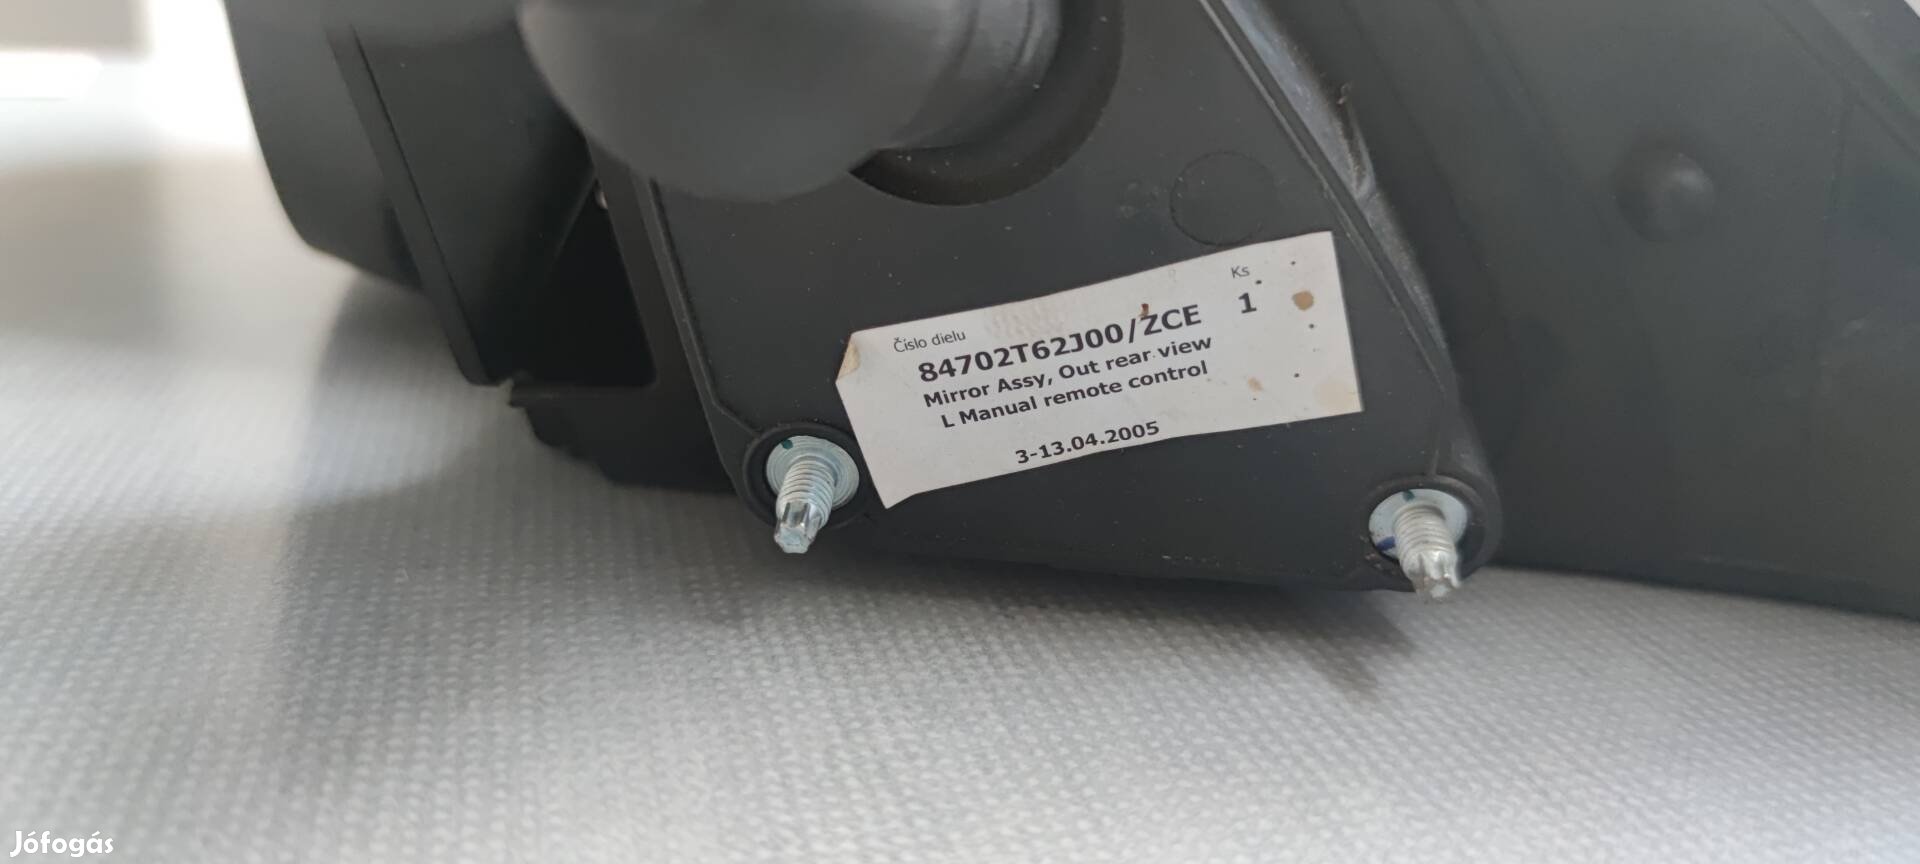 Číslo dielu
Ks
84702T62J00/ZCE
1
Mirror Assy, Out rear view
L Manual remote control
3-13.04.2005
Jófogás